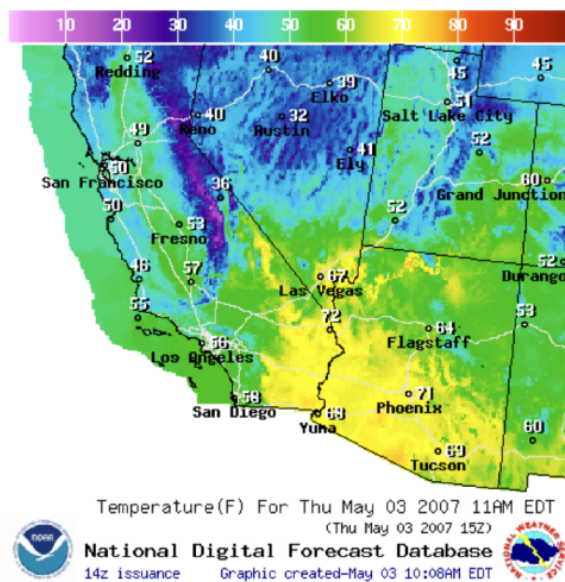 10 20 30 40 50 60 70 80 90
52
Redding
40
45
45
39
Elko
51
Salt Lake City
40
Reno
32
Austin
49
41
Ely
52
50
San Francisco
36
60
Grand Junction
50
53
Fresno
52
46
57
67
Las Vegas
52
Durango
55
72
64
Flagstaff
53
56
Los Angeles
58
San Diego
68
Yuma
71
Phoenix
60
69
Tucson
Temperature(F) For Thu May 03 2007 11AM EDT
(Thu May 03 2007 15Z)
NOAA
National Digital Forecast Database
14z issuance Graphic created-May 03 10:08AM EDT